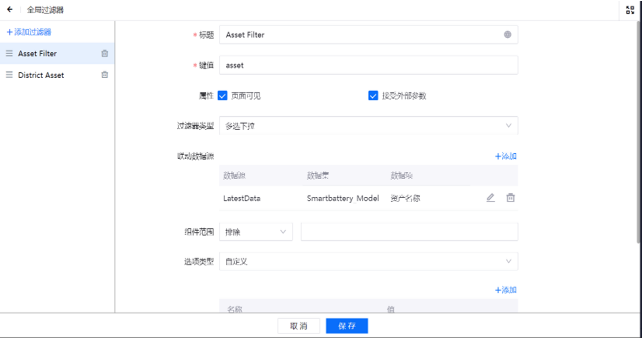 全局过滤器
+添加过滤器
Asset Filter
District Asset
* 标题 Asset Filter
* 键值 asset
属性 页面可见 接受外部参数
过滤器类型 多选下拉
联动数据源 +添加
数据源 数据集 数据项
LatestData Smartbattery Model 资产名称
组件范围 排除
选项类型 自定义
+添加
名称 值
取消 保存